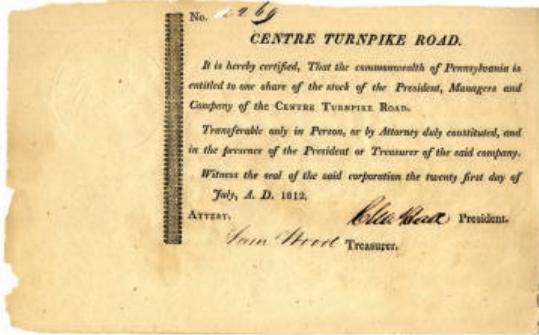 No. 2269
CENTRE TURNPIKE ROAD.
It is hereby certified, That the commonwealth of Pennsylvania is
entitled to one share of the stock of the President, Managers and
Company of the CENTRE TURNPIKE ROAD.
Transferable only in Person, or by Attorney duly constituted, and
in the presence of the President or Treasurer of the said company.
Witness the seal of the said corporation the twenty first day of
July, A. D. 1812,
ATTEST. President.
Sam Wood Treasurer.